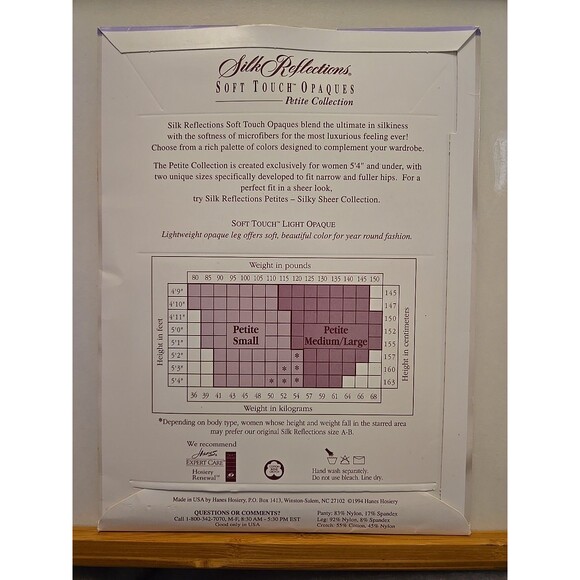 Silk Reflections®
SOFT TOUCH™ OPAQUES
Petite Collection
Silk Reflections Soft Touch Opaques blend the ultimate in silkiness
with the softness of microfibers for the most luxurious feeling ever!
Choose from a rich palette of colors designed to complement your wardrobe.
The Petite Collection is created exclusively for women 5'4" and under, with
two unique sizes specifically developed to fit narrow and fuller hips. For a
perfect fit in a sheer look,
try Silk Reflections Petites – Silky Sheer Collection.
SOFT TOUCH™ LIGHT OPAQUE
Lightweight opaque leg offers soft, beautiful color for year round fashion.
Weight in pounds
80 85 90 95 100 105 110 115 120 125 130 135 140 145 150
Height in feet
4'9"
4'10"
4'11"
5'0"
5'1"
5'2"
5'3"
5'4"
Petite
Small
Petite
Medium/Large
*
* *
* * *
145
147
150
152
155
157
160
163
Height in centimeters
36 39 41 43 45 48 50 52 54 57 59 61 64 66 68
Weight in kilograms
*Depending on body type, women whose height and weight fall in the starred area
may prefer our original Silk Reflections size A-B.
We recommend
Hanes
EXPERT CARE™
Hosiery
Renewal™
Hand wash separately.
Do not use bleach. Line dry.
Made in USA by Hanes Hosiery, P.O. Box 1413, Winston-Salem, NC 27102 ©1994 Hanes Hosiery
QUESTIONS OR COMMENTS?
Call 1-800-342-7070, M-F, 8:30 AM – 5:30 PM EST
Good only in USA
Panty: 83% Nylon, 17% Spandex
Leg: 92% Nylon, 8% Spandex
Crotch: 55% Cotton, 45% Nylon